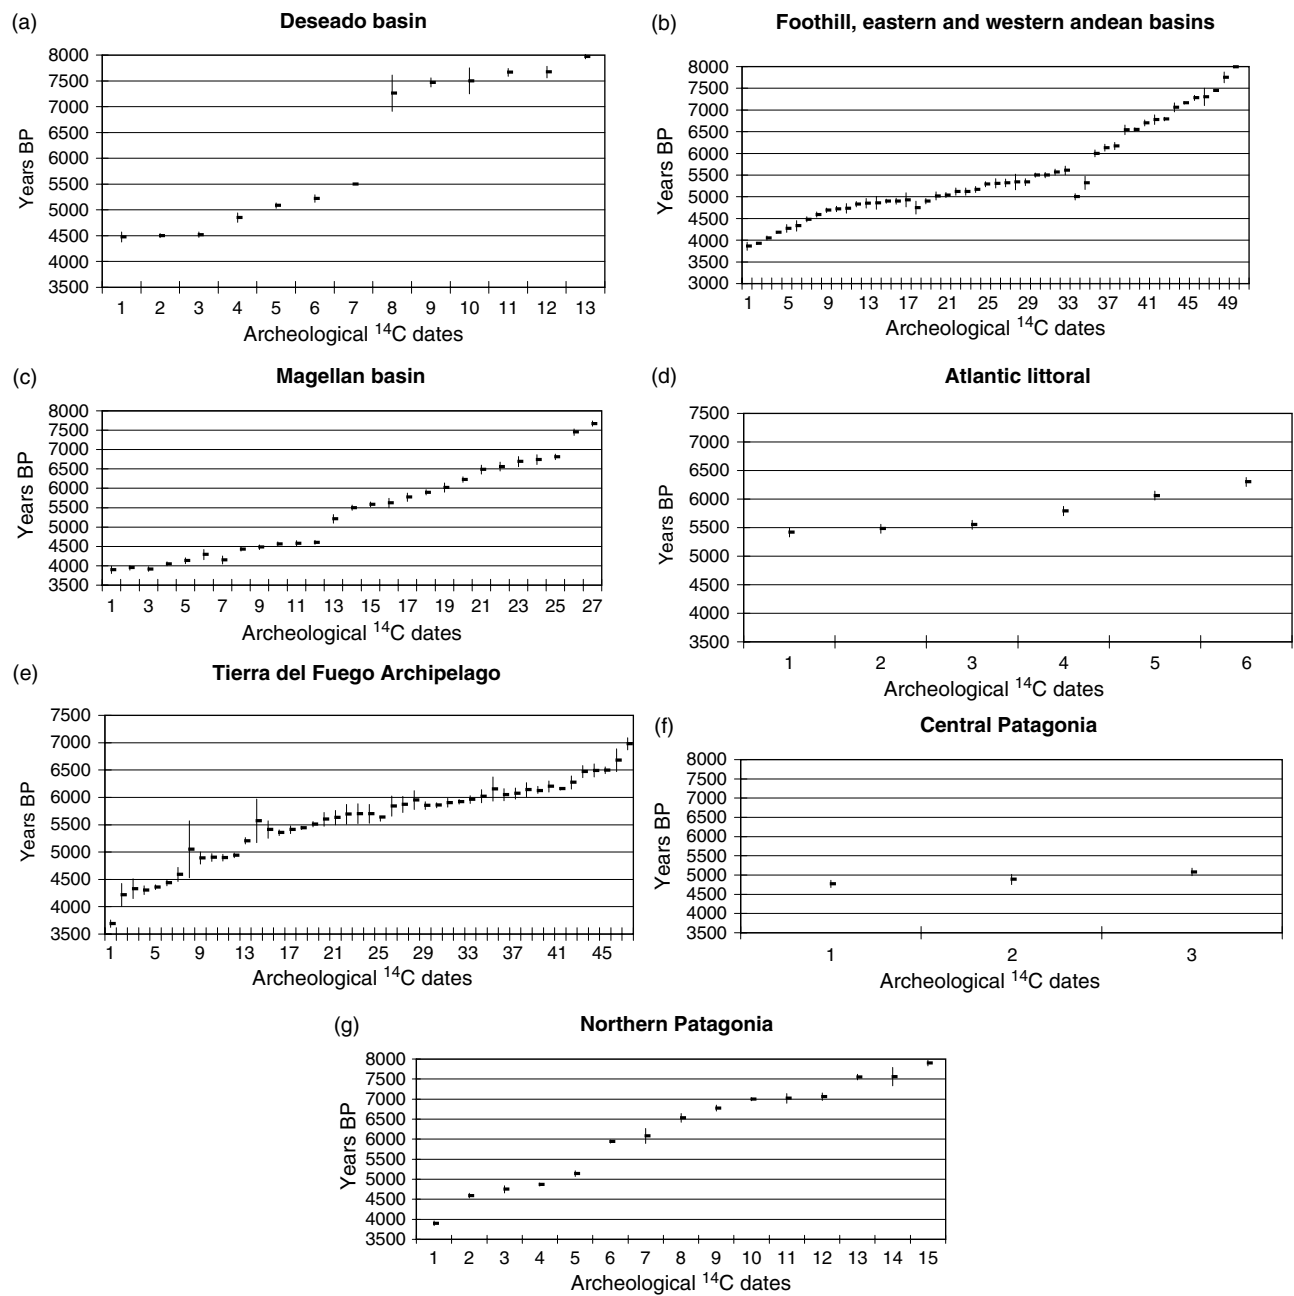 (a)
Deseado basin
Years BP
8000
7500
7000
6500
6000
5500
5000
4500
4000
3500
1 2 3 4 5 6 7 8 9 10 11 12 13
Archeological 14C dates
(b)
Foothill, eastern and western andean basins
Years BP
8000
7500
7000
6500
6000
5500
5000
4500
4000
3500
3000
1 5 9 13 17 21 25 29 33 37 41 45 49
Archeological 14C dates
(c)
Magellan basin
Years BP
8000
7500
7000
6500
6000
5500
5000
4500
4000
3500
1 3 5 7 9 11 13 15 17 19 21 23 25 27
Archeological 14C dates
(d)
Atlantic littoral
Years BP
7500
7000
6500
6000
5500
5000
4500
4000
3500
1 2 3 4 5 6
Archeological 14C dates
(e)
Tierra del Fuego Archipelago
Years BP
7500
7000
6500
6000
5500
5000
4500
4000
3500
1 5 9 13 17 21 25 29 33 37 41 45
Archeological 14C dates
(f)
Central Patagonia
Years BP
8000
7500
7000
6500
6000
5500
5000
4500
4000
3500
1 2 3
Archeological 14C dates
(g)
Northern Patagonia
Years BP
8000
7500
7000
6500
6000
5500
5000
4500
4000
3500
1 2 3 4 5 6 7 8 9 10 11 12 13 14 15
Archeological 14C dates